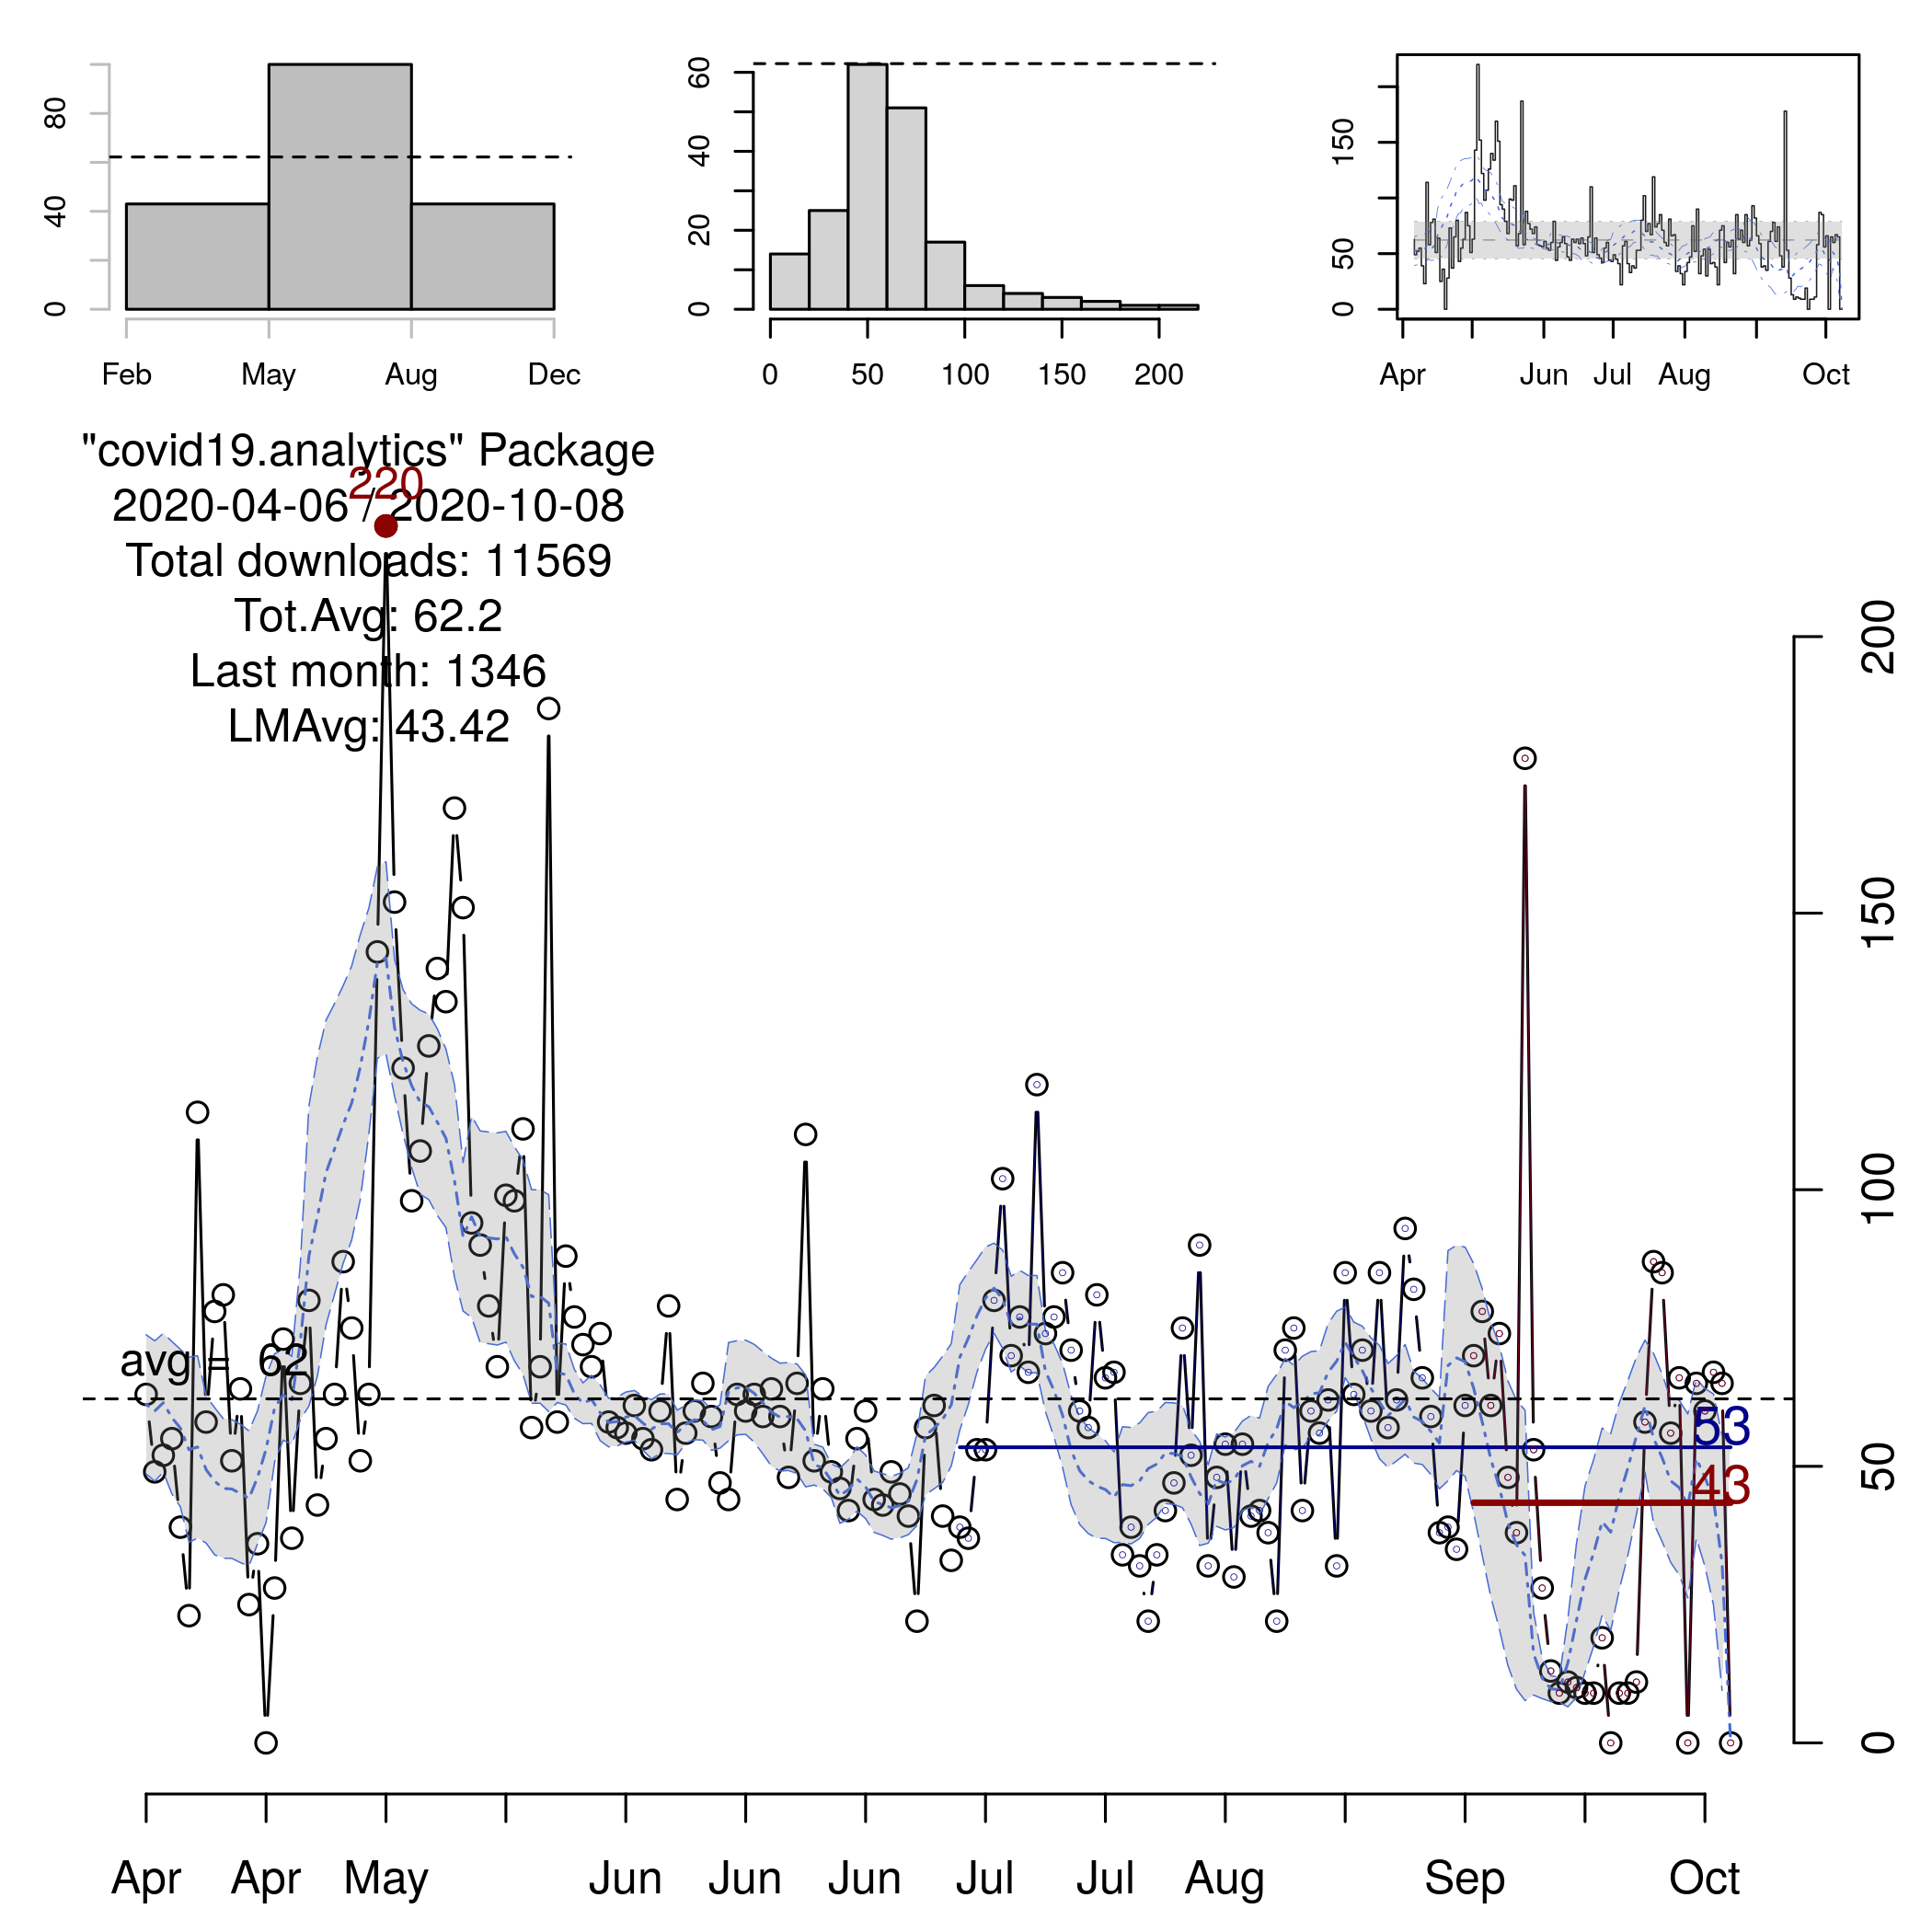 80
40
0
Feb May Aug Dec
60
40
20
0
0 50 100 150 200
150
50
0
Apr Jun Jul Aug Oct
"covid19.analytics" Package
220
2020-04-06 / 2020-10-08
Total downloads: 11569
Tot.Avg: 62.2
Last month: 1346
LMAvg: 43.42
avg = 62
53
43
200
150
100
50
0
Apr Apr May Jun Jun Jun Jul Jul Aug Sep Oct